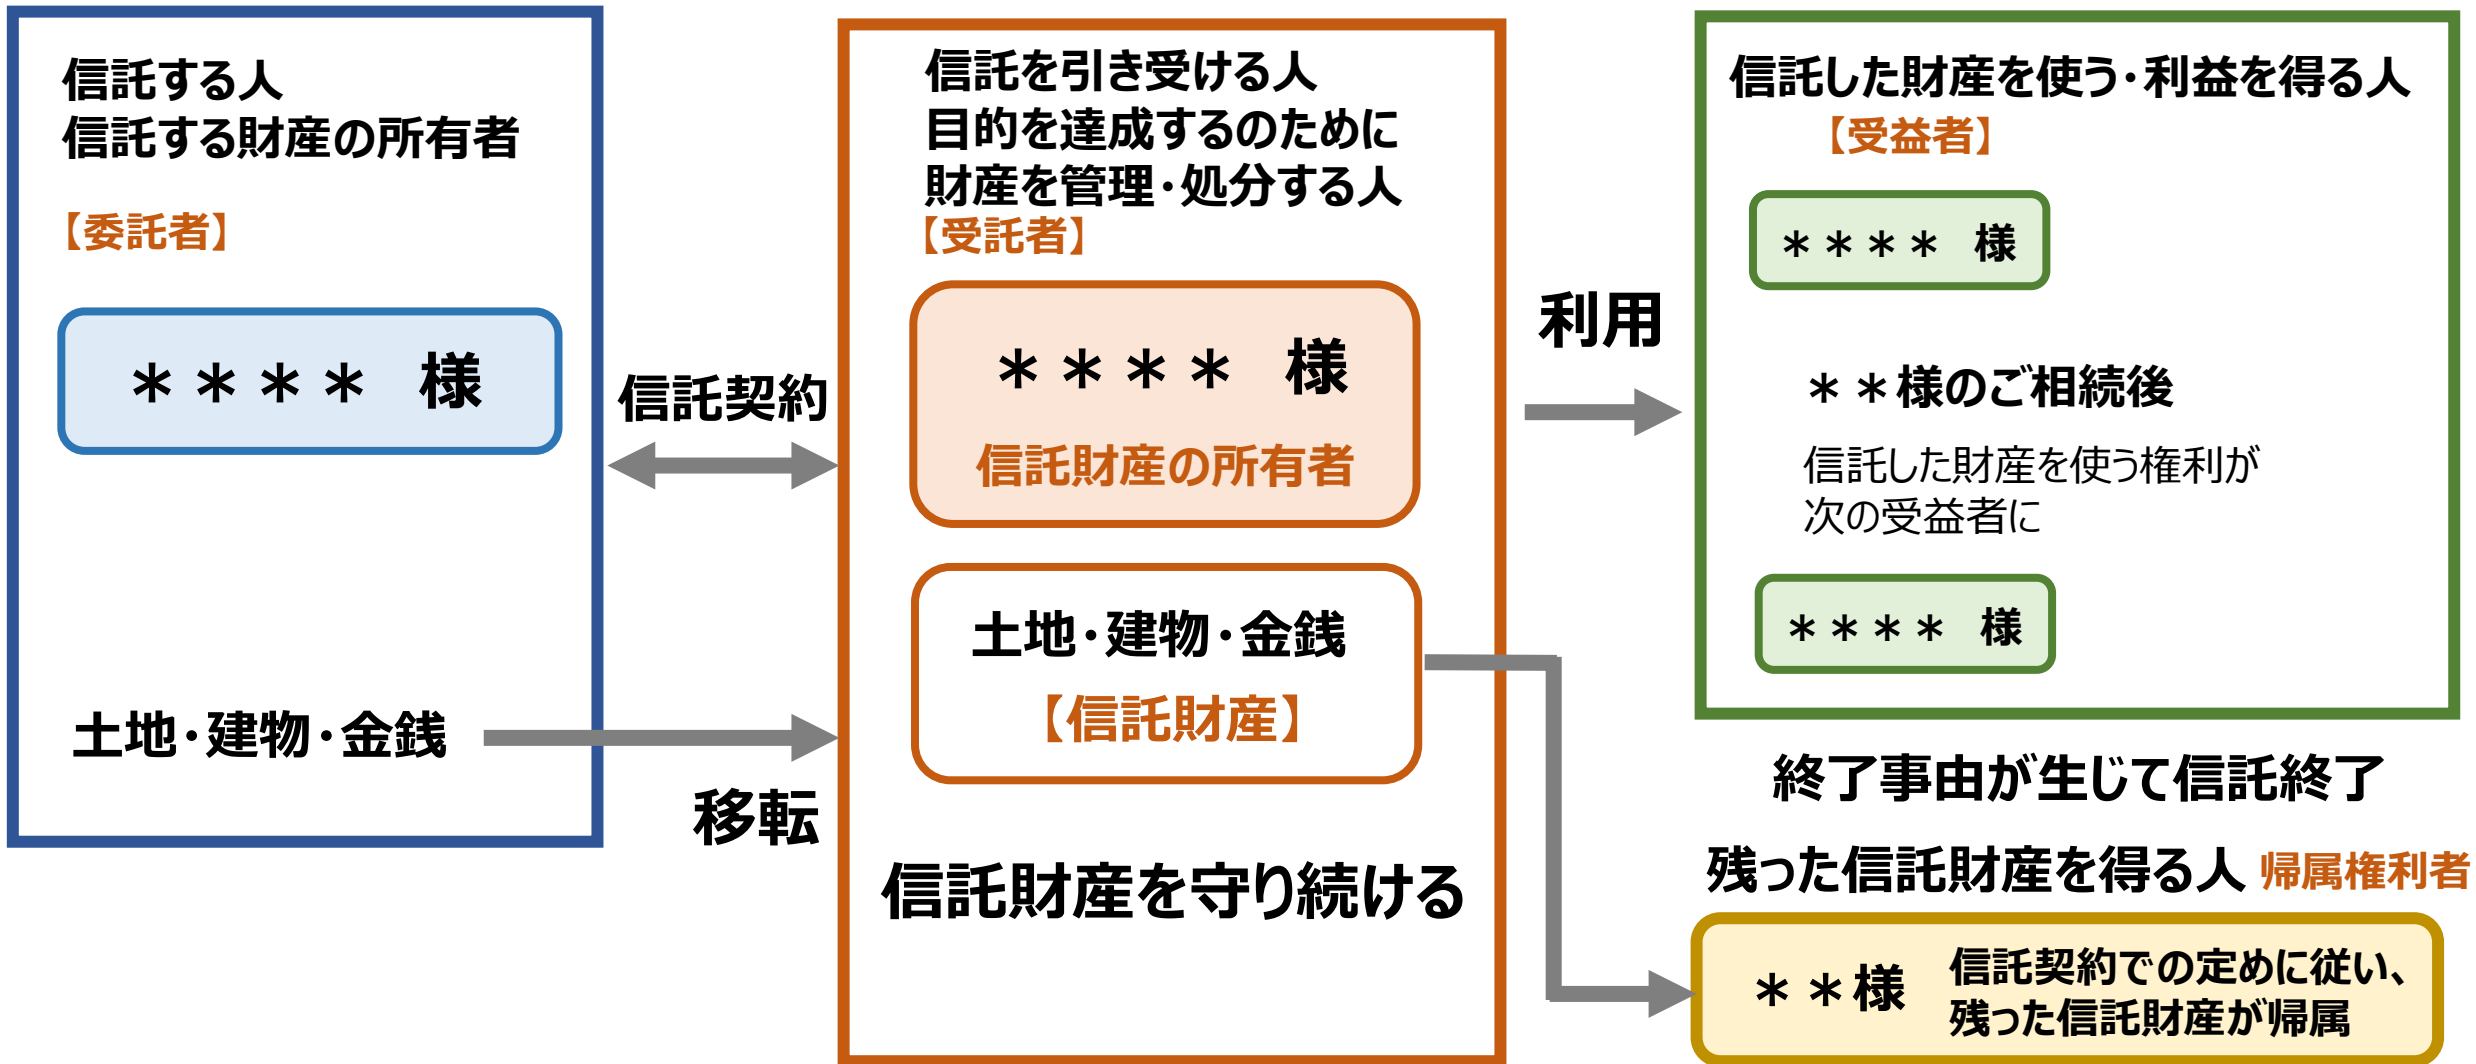 信託する人
信託する財産の所有者
【委託者】
＊＊＊＊ 様
土地・建物・金銭
信託契約
移転
信託を引き受ける人
目的を達成するのために
財産を管理・処分する人
【受託者】
＊＊＊＊ 様
信託財産の所有者
土地・建物・金銭
【信託財産】
信託財産を守り続ける
利用
信託した財産を使う・利益を得る人
【受益者】
＊＊＊＊ 様
＊＊様のご相続後
信託した財産を使う権利が
次の受益者に
＊＊＊＊ 様
終了事由が生じて信託終了
残った信託財産を得る人 帰属権利者
＊＊様
信託契約での定めに従い、
残った信託財産が帰属